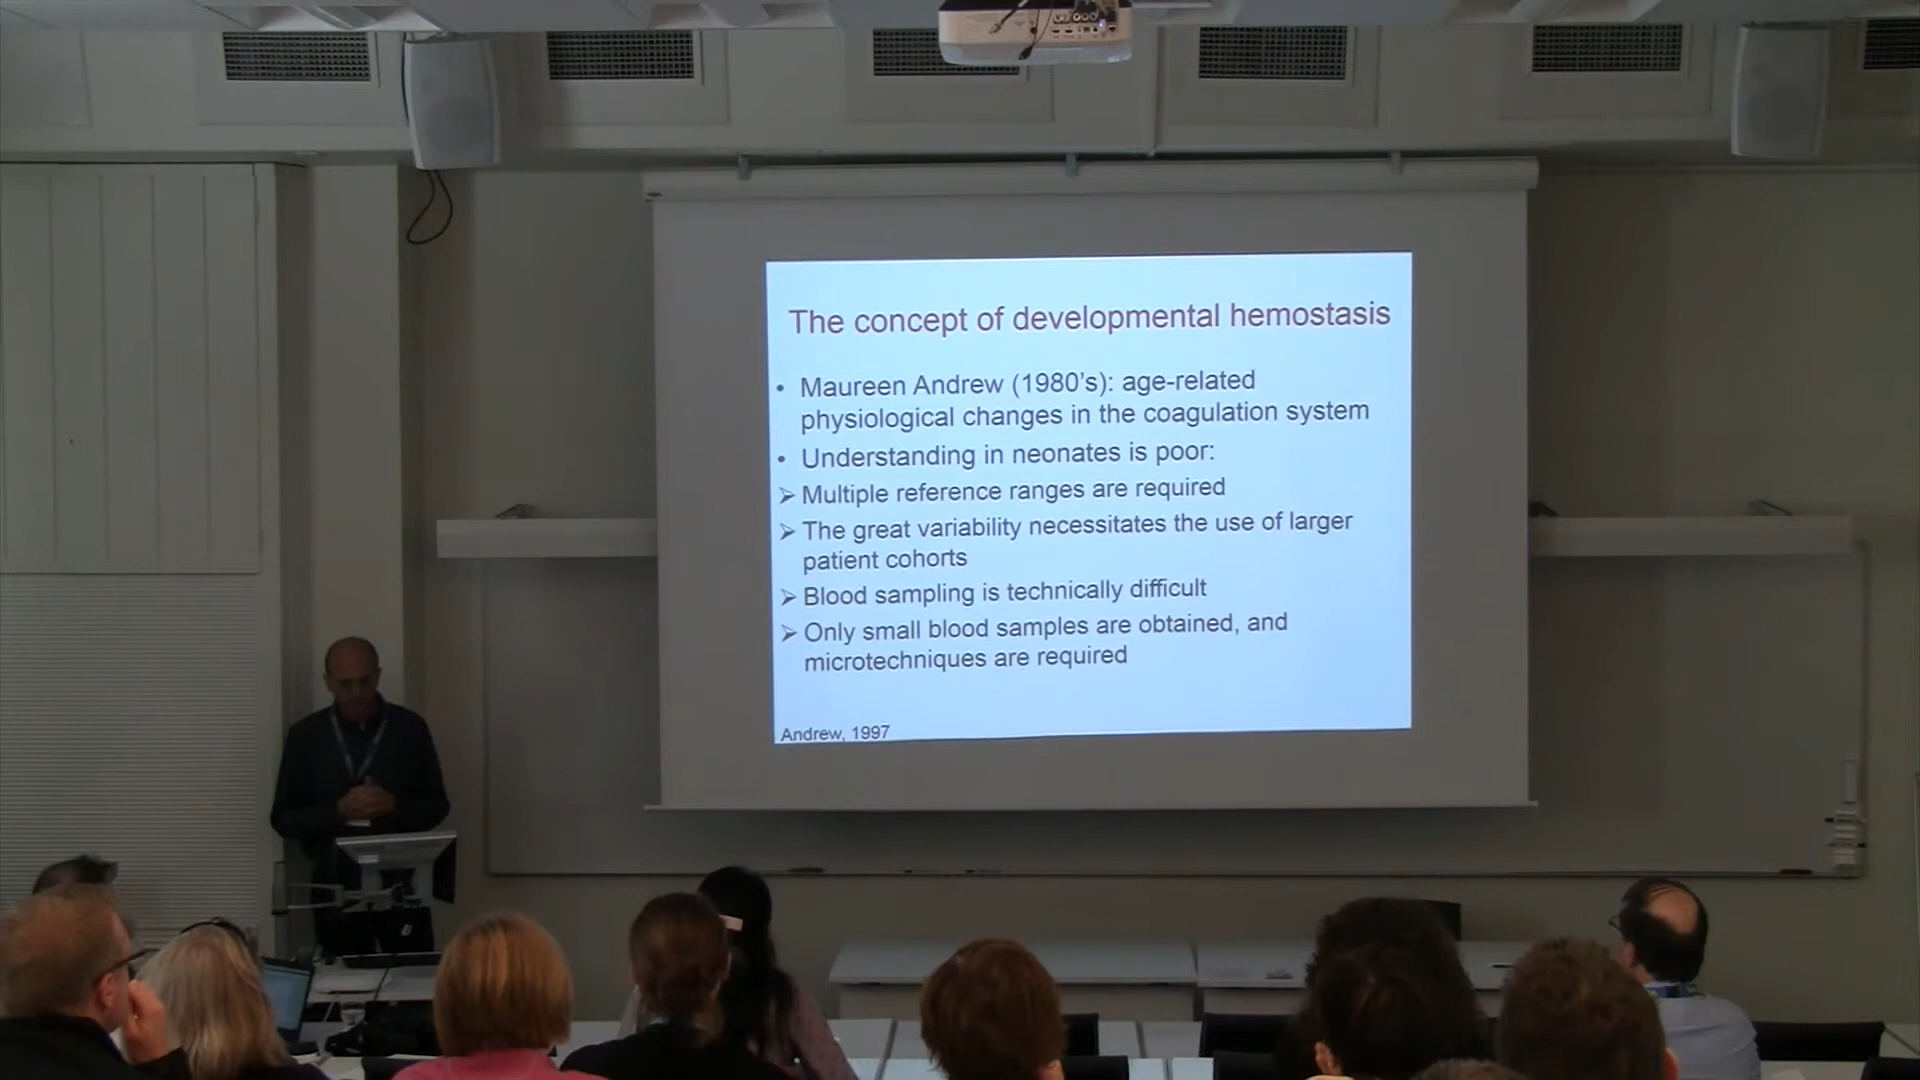 The concept of developmental hemostasis
• Maureen Andrew (1980's): age-related
physiological changes in the coagulation system
• Understanding in neonates is poor:
➢ Multiple reference ranges are required
➢ The great variability necessitates the use of larger
patient cohorts
➢ Blood sampling is technically difficult
➢ Only small blood samples are obtained, and
microtechniques are required
Andrew, 1997